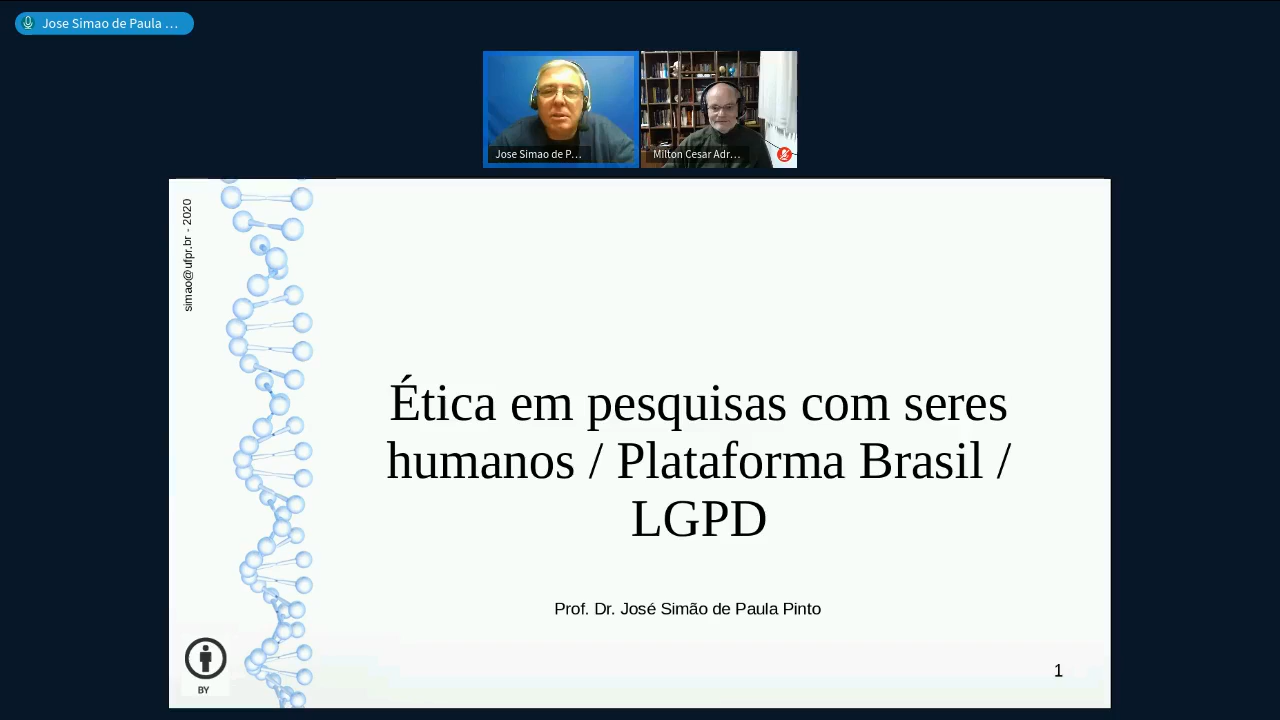 Jose Simao de Paula ...
Jose Simao de P...
Milton Cesar Adr...
simao@ufpr.br - 2020
Ética em pesquisas com seres
humanos / Plataforma Brasil /
LGPD
Prof. Dr. José Simão de Paula Pinto
BY
1